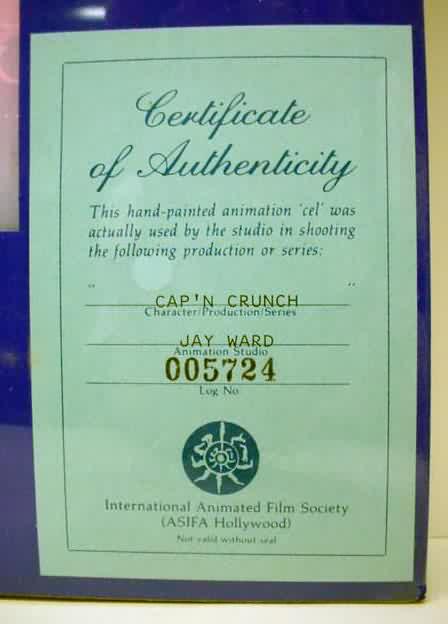 Certificate
of Authenticity
This hand-painted animation 'cel' was
actually used by the studio in shooting
the following production or series:
" "
CAP'N CRUNCH
Character/Production/Series
JAY WARD
Animation Studio
005724
Log No.
International Animated Film Society
(ASIFA Hollywood)
Not valid without seal